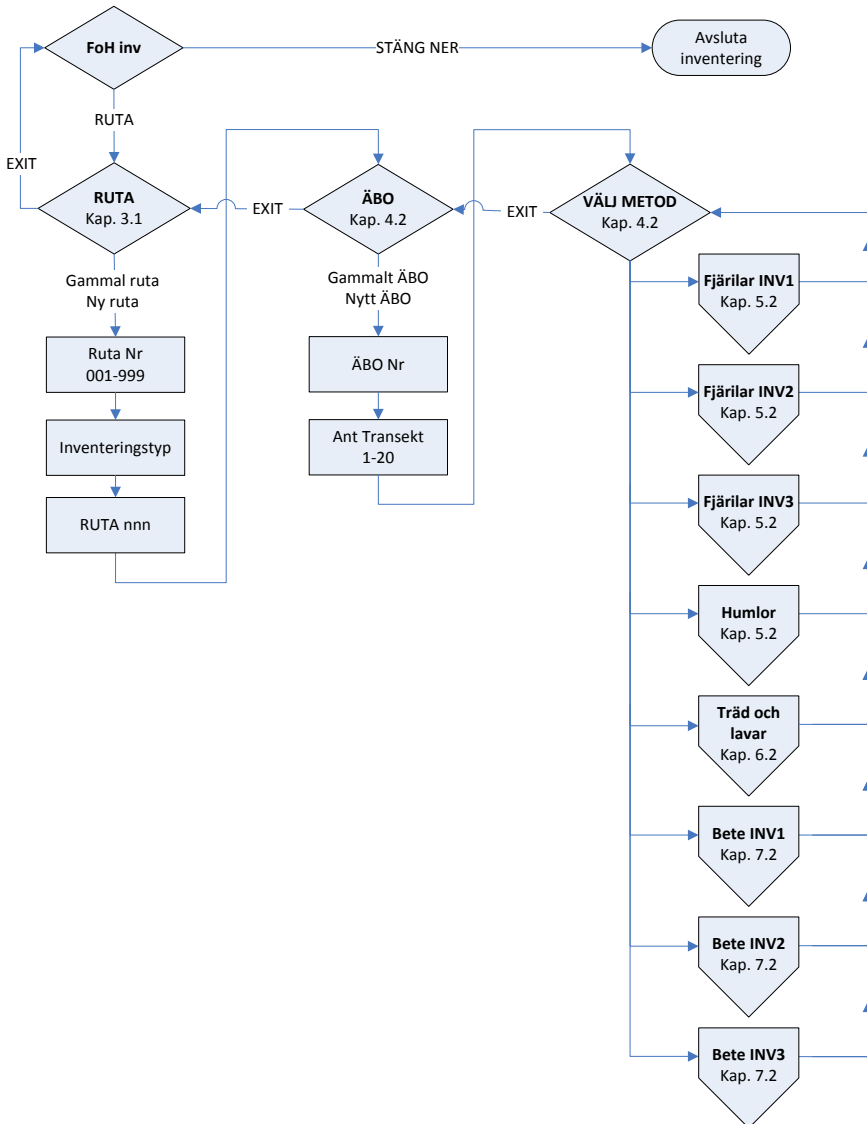 FoH inv
STÄNG NER
Avsluta
inventering
RUTA
EXIT
RUTA
Kap. 3.1
EXIT
ÄBO
Kap. 4.2
EXIT
VÄLJ METOD
Kap. 4.2
Gammal ruta
Ny ruta
Gammalt ÄBO
Nytt ÄBO
Ruta Nr
001-999
ÄBO Nr
Inventeringstyp
Ant Transekt
1-20
RUTA nnn
Fjärilar INV1
Kap. 5.2
Fjärilar INV2
Kap. 5.2
Fjärilar INV3
Kap. 5.2
Humlor
Kap. 5.2
Träd och
lavar
Kap. 6.2
Bete INV1
Kap. 7.2
Bete INV2
Kap. 7.2
Bete INV3
Kap. 7.2